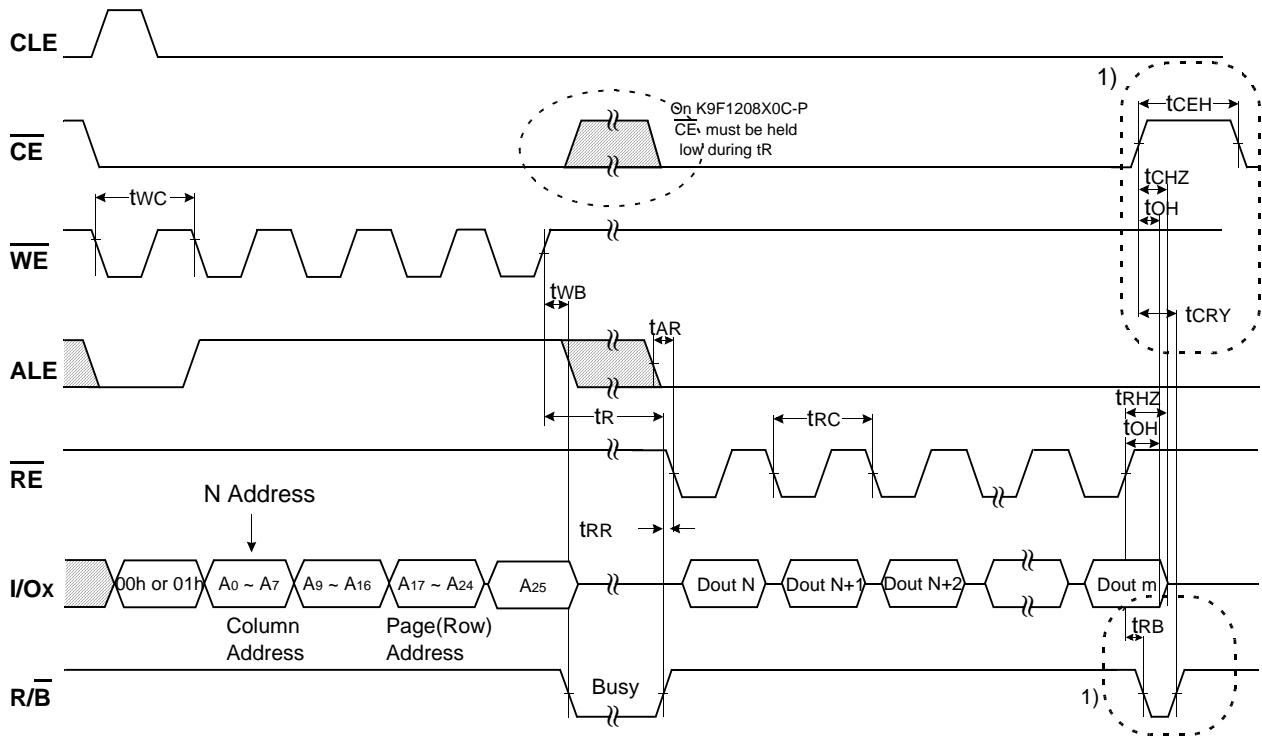 CLE
1)
tCEH
On K9F1208X0C-P
CE must be held
low during tR
CE
tCHZ
tOH
tWC
WE
tWB
tCRY
tAR
ALE
tR
tRC
tRHZ
tOH
RE
N Address
tRR
I/Ox
00h or 01h
A0 ~ A7
A9 ~ A16
A17 ~ A24
A25
Dout N
Dout N+1
Dout N+2
Dout m
Column
Address
Page(Row)
Address
tRB
R/B
Busy
1)